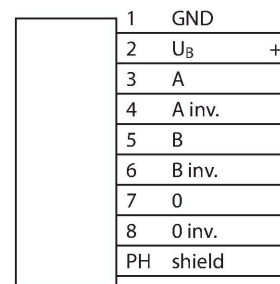 1 GND
2 U_B +
3 A
4 A inv.
5 B
6 B inv.
7 0
8 0 inv.
PH shield